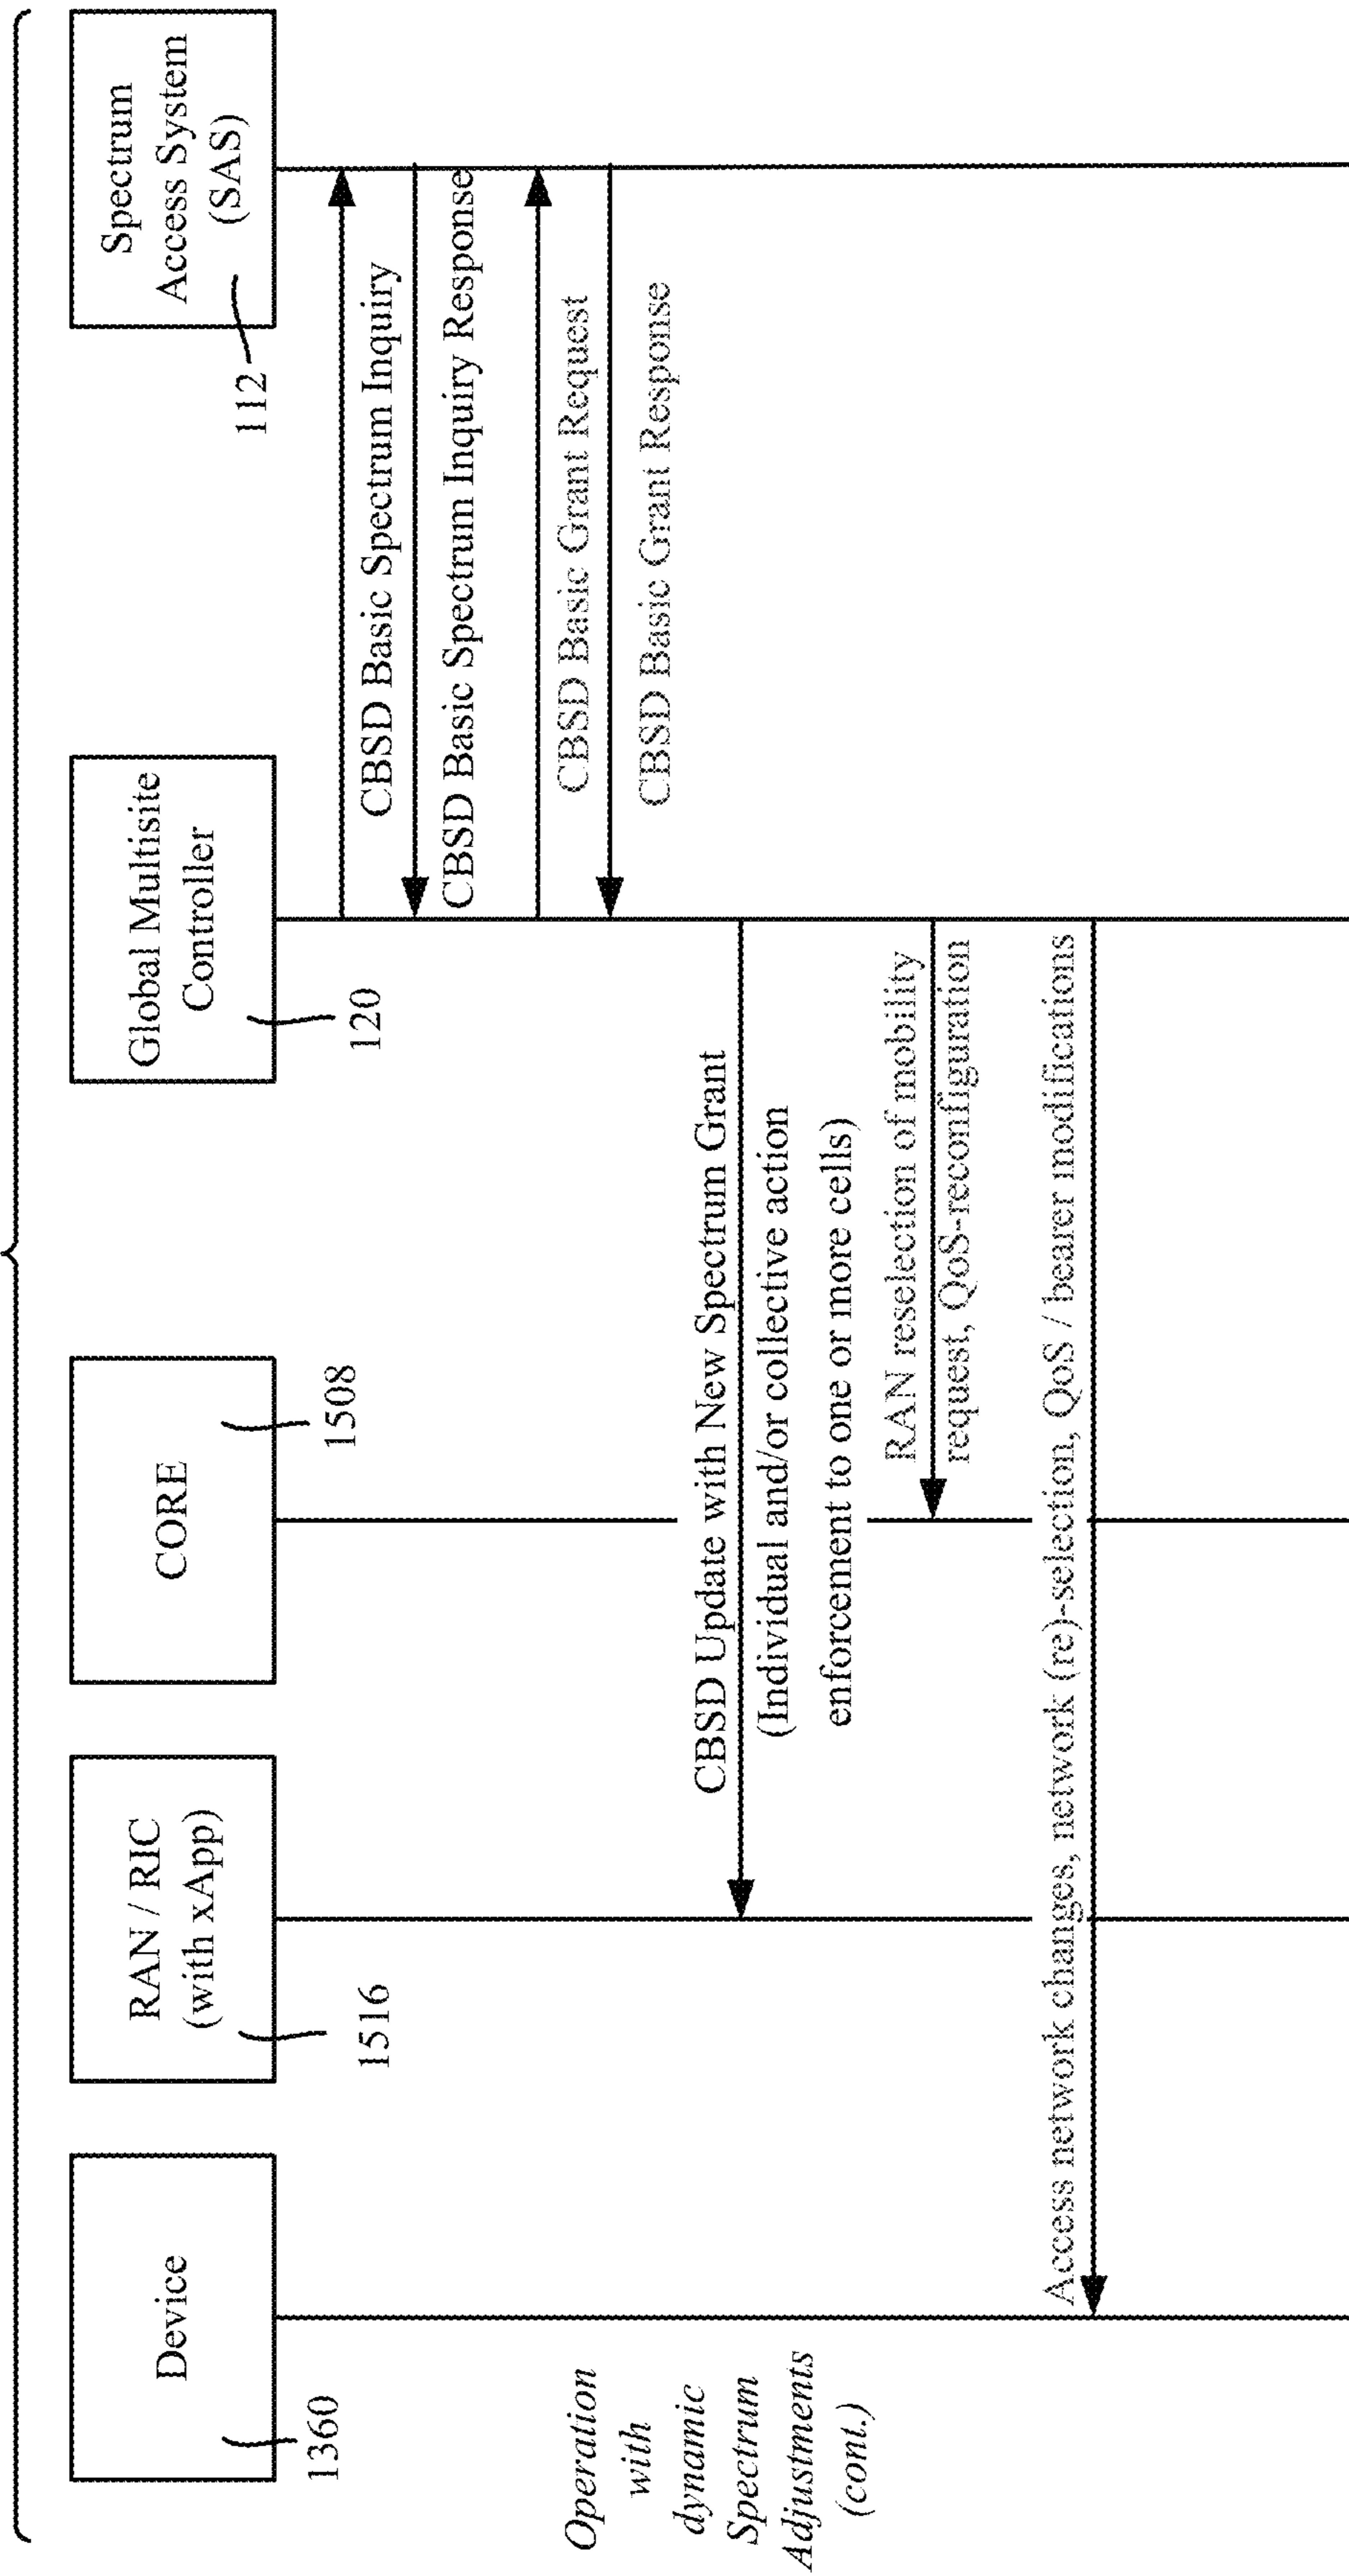 Device
1360
RAN / RIC
(with xApp)
1516
CORE
1508
Global Multisite
Controller
120
Spectrum
Access System
(SAS)
112
CBSD Basic Spectrum Inquiry
CBSD Basic Spectrum Inquiry Response
CBSD Basic Grant Request
CBSD Basic Grant Response
Operation
with
dynamic
Spectrum
Adjustments
(cont.)
CBSD Update with New Spectrum Grant
(Individual and/or collective action
enforcement to one or more cells)
RAN reselection of mobility
request, QoS-reconfiguration
Access network changes, network (re)-selection, QoS / bearer modifications